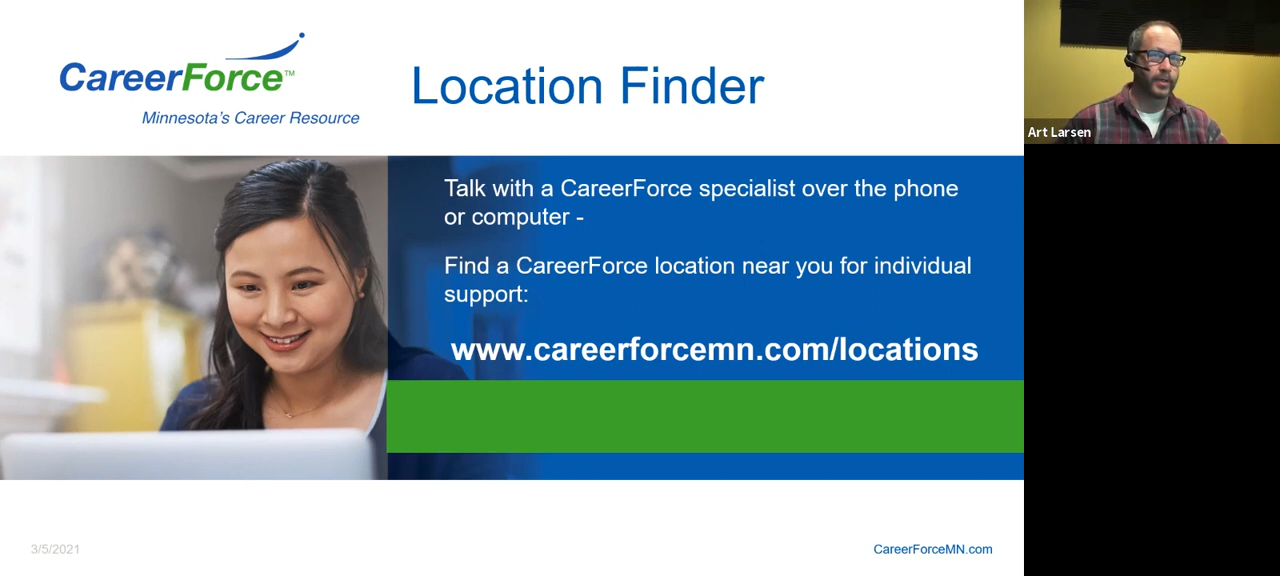 CareerForce™
Minnesota's Career Resource
Location Finder
Art Larsen
Talk with a CareerForce specialist over the phone
or computer -
Find a CareerForce location near you for individual
support:
www.careerforcemn.com/locations
3/5/2021
CareerForceMN.com